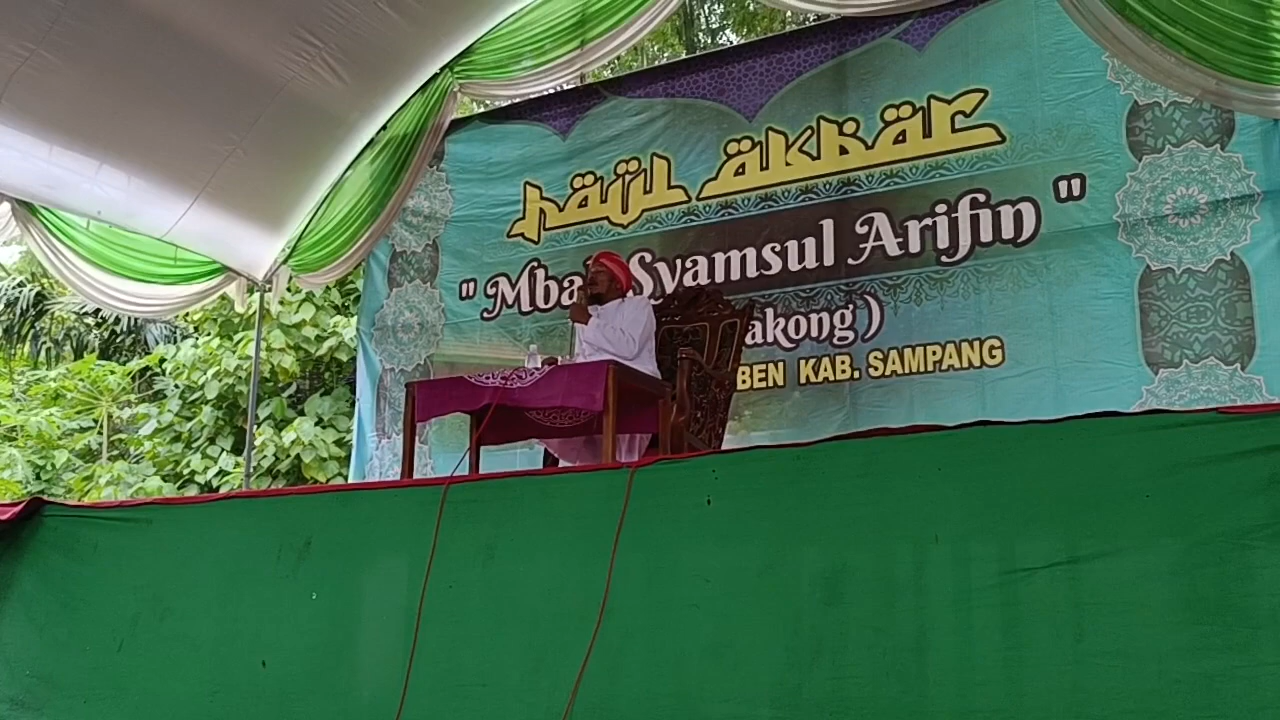 haul akbar
" Mbah Syamsul Arifin "
akong )
BEN KAB. SAMPANG